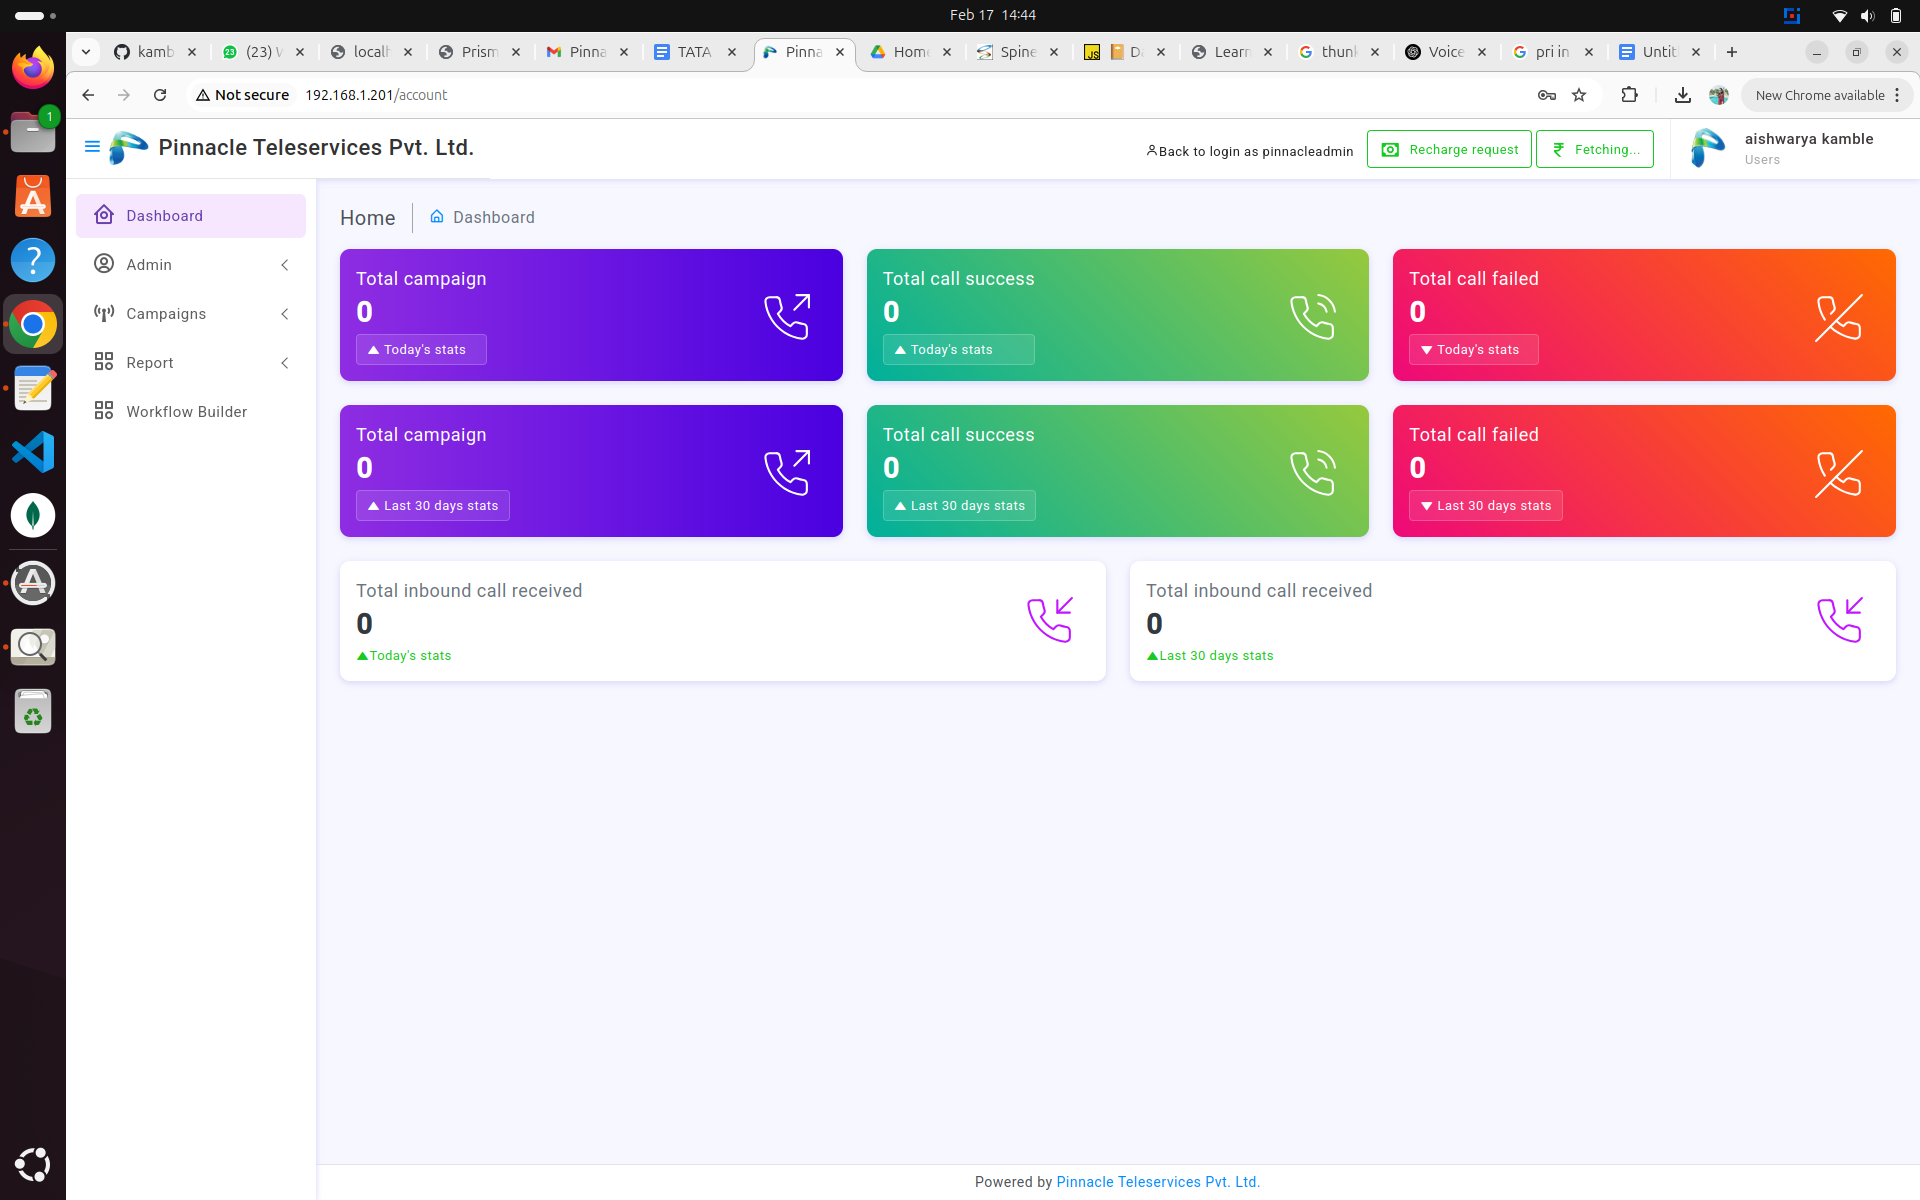 Feb 17 14:44
kamb
(23) W
localh
Prism
Pinna
TATA
Pinna
Home
Spine
Da
Learn
thunk
Voice
pri in
Untit
Not secure 192.168.1.201/account
New Chrome available
1
Pinnacle Teleservices Pvt. Ltd.
Back to login as pinnacleadmin
Recharge request
Fetching...
aishwarya kamble
Users
Dashboard
Admin
Campaigns
Report
Workflow Builder
Home
Dashboard
Total campaign
0
Today's stats
Total call success
0
Today's stats
Total call failed
0
Today's stats
Total campaign
0
Last 30 days stats
Total call success
0
Last 30 days stats
Total call failed
0
Last 30 days stats
Total inbound call received
0
Today's stats
Total inbound call received
0
Last 30 days stats
Powered by Pinnacle Teleservices Pvt. Ltd.